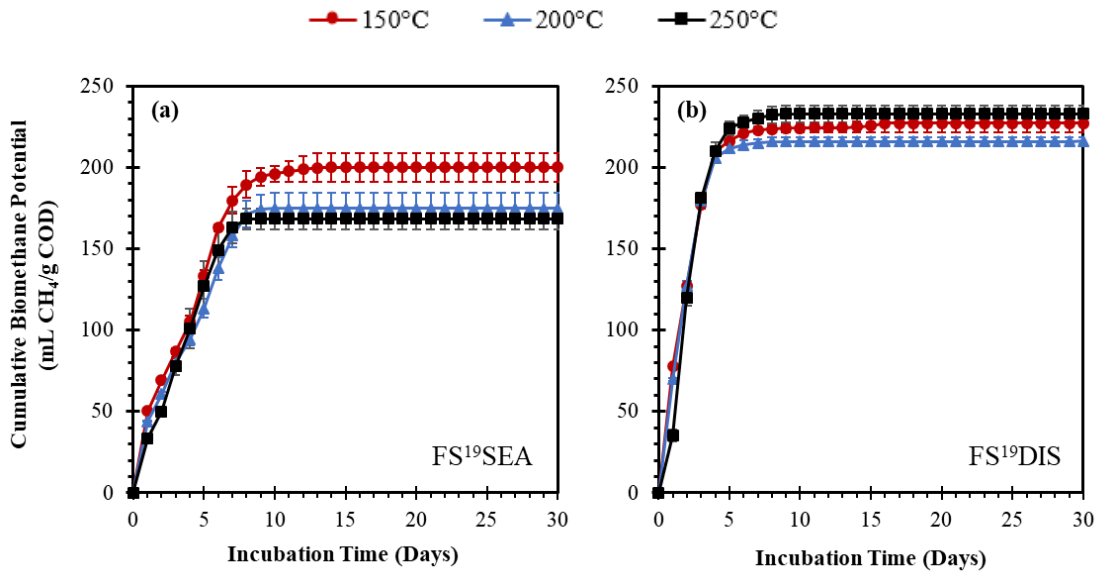 150°C 200°C 250°C
Cumulative Biomethane Potential
(mL CH₄/g COD)
(a)
250
200
150
100
50
0
FS¹⁹SEA
0 5 10 15 20 25 30
Incubation Time (Days)
(b)
250
200
150
100
50
0
FS¹⁹DIS
0 5 10 15 20 25 30
Incubation Time (Days)